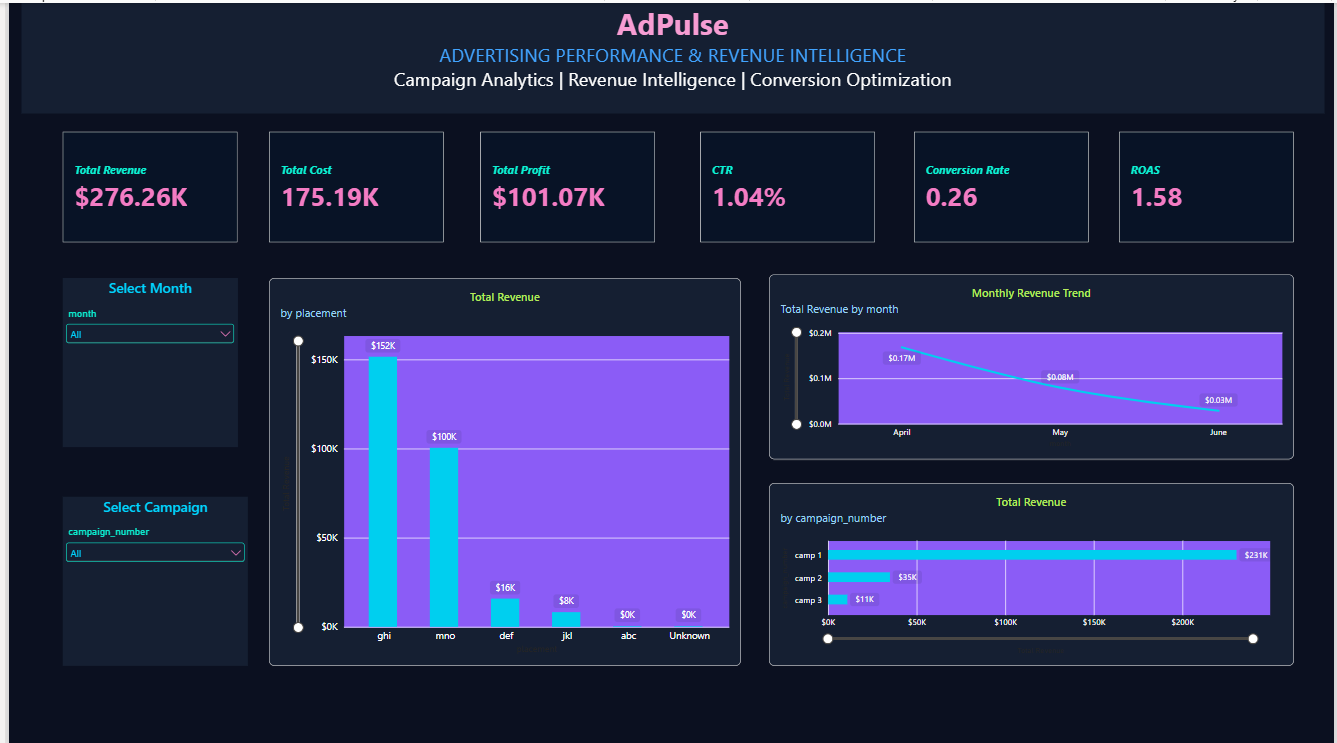 AdPulse
ADVERTISING PERFORMANCE & REVENUE INTELLIGENCE
Campaign Analytics | Revenue Intelligence | Conversion Optimization
Total Revenue
$276.26K
Total Cost
175.19K
Total Profit
$101.07K
CTR
1.04%
Conversion Rate
0.26
ROAS
1.58
Select Month
month
All
Select Campaign
campaign_number
All
Total Revenue
by placement
$150K
$100K
$50K
$0K
$152K
$100K
$16K
$8K
$0K
$0K
ghi
mno
def
jkl
abc
Unknown
Monthly Revenue Trend
Total Revenue by month
$0.2M
$0.1M
$0.0M
$0.17M
$0.08M
$0.03M
April
May
June
Total Revenue
by campaign_number
camp 1
$231K
camp 2
$35K
camp 3
$11K
$0K
$50K
$100K
$150K
$200K